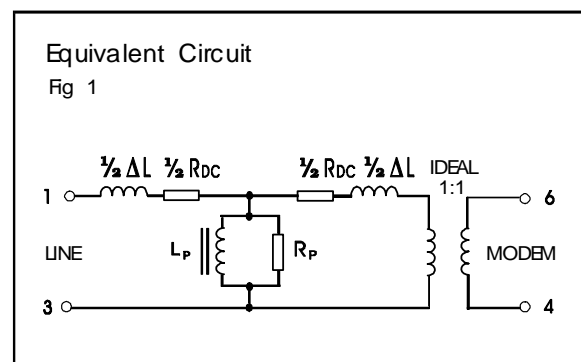 Equivalent Circuit
Fig 1
½ ΔL ½ RDC ½ RDC ½ ΔL IDEAL
1:1
1 6
LINE LP RP MODEM
3 4